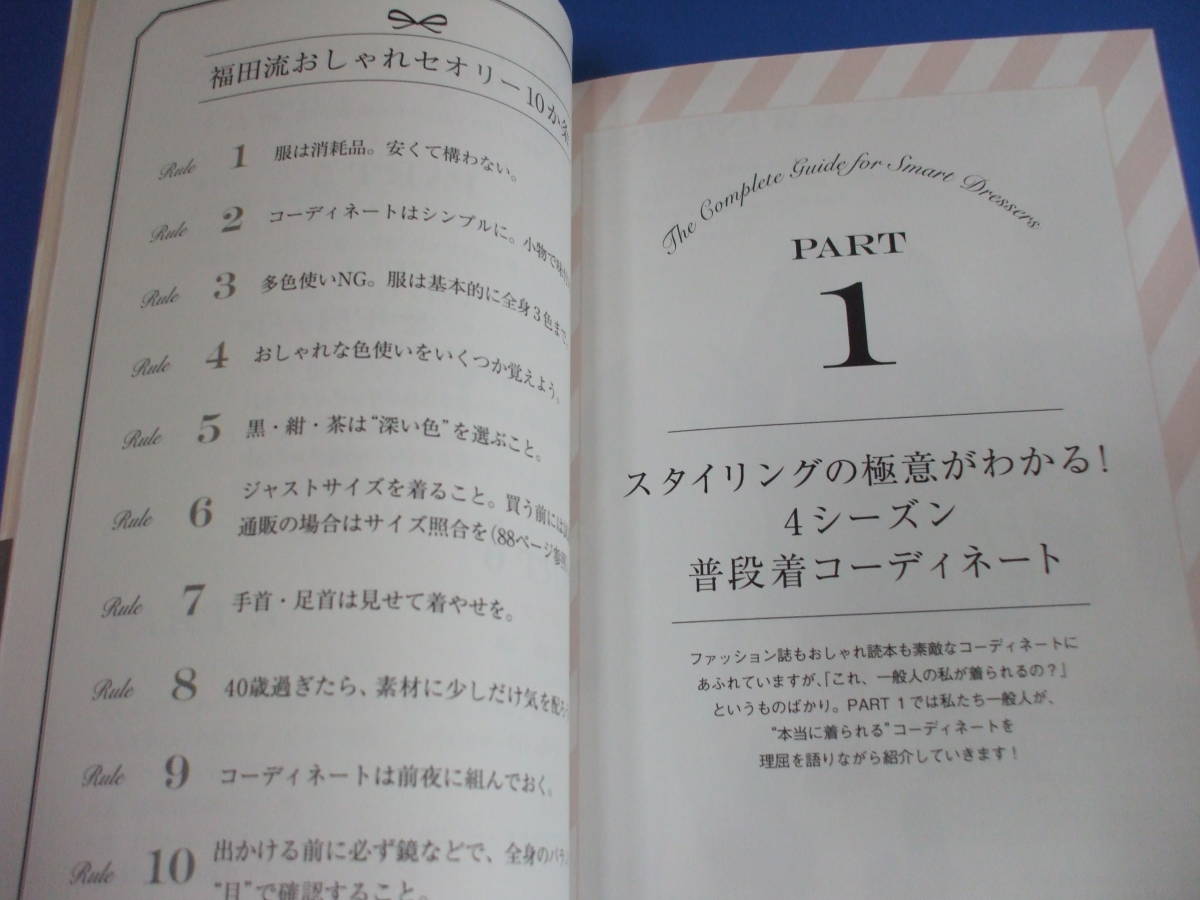 福田流おしゃれセオリー10か条
Rule 1 服は消耗品。安くて構わない。
Rule 2 コーディネートはシンプルに。小物で味付
Rule 3 多色使いNG。服は基本的に全身3色まで。
Rule 4 おしゃれな色使いをいくつか覚えよう。
Rule 5 黒・紺・茶は“深い色”を選ぶこと。
Rule 6 ジャストサイズを着ること。買う前には
通販の場合はサイズ照合を(88ページ参照
Rule 7 手首・足首は見せて着やせを。
Rule 8 40歳過ぎたら、素材に少しだけ気を配
Rule 9 コーディネートは前夜に組んでおく。
Rule 10 出かける前に必ず鏡などで、全身のバラ
“目”で確認すること。
The Complete Guide for Smart Dressers
PART
1
スタイリングの極意がわかる!
4シーズン
普段着コーディネート
ファッション誌もおしゃれ読本も素敵なコーディネートに
あふれていますが、「これ、一般人の私が着られるの?」
というものばかり。PART 1では私たち一般人が、
“本当に着られる”コーディネートを
理屈を語りながら紹介していきます!